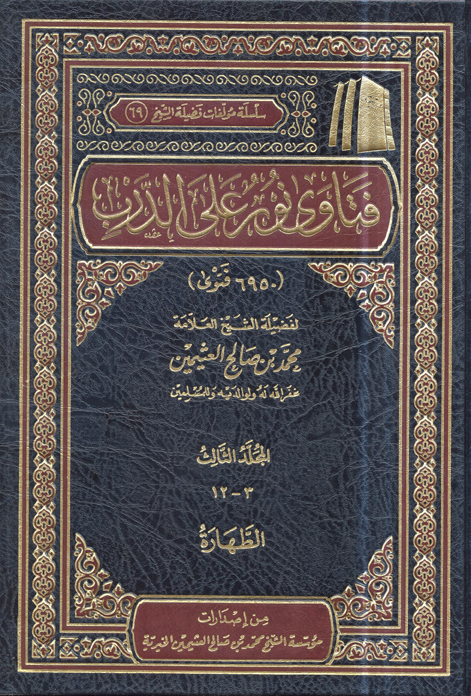 سلسلة مؤلفات فضيلة الشيخ (٦٩)
فتاوى نور على الدرب
(٦٩٥٠ فتوى)
لفضيلة الشيخ العلامة
محمد بن صالح العثيمين
غفر الله له ولوالديه وللمسلمين
المجلد الثالث
٣ - ١٢
الطهارة
من إصدارات
مؤسسة الشيخ محمد بن صالح العثيمين الخيرية